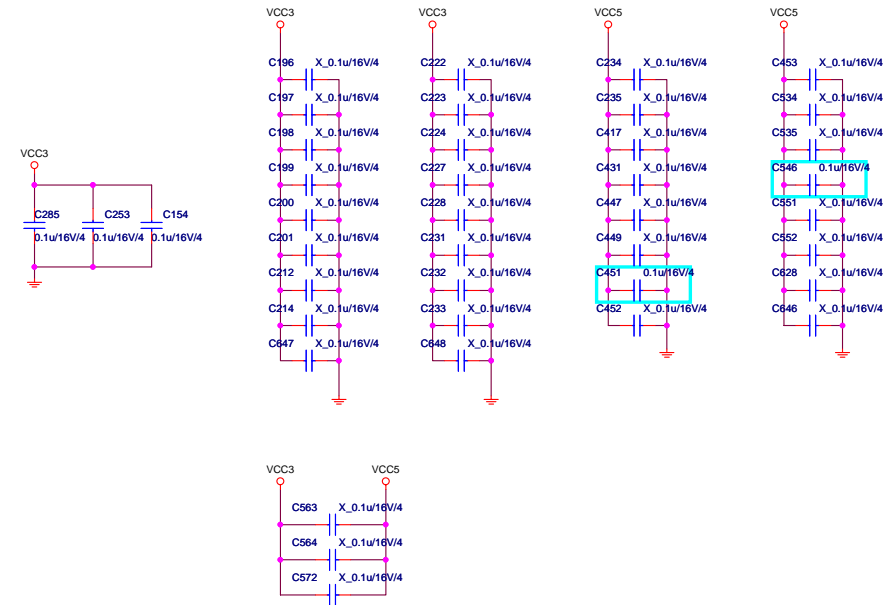 VCC3 VCC3 VCC5 VCC5
C196 X_0.1u/16V/4 C222 X_0.1u/16V/4 C234 X_0.1u/16V/4 C453 X_0.1u/16V/4
C197 X_0.1u/16V/4 C223 X_0.1u/16V/4 C235 X_0.1u/16V/4 C534 X_0.1u/16V/4
C198 X_0.1u/16V/4 C224 X_0.1u/16V/4 C417 X_0.1u/16V/4 C535 X_0.1u/16V/4
VCC3
C199 X_0.1u/16V/4 C227 X_0.1u/16V/4 C431 X_0.1u/16V/4 C546 0.1u/16V/4
C200 X_0.1u/16V/4 C228 X_0.1u/16V/4 C447 X_0.1u/16V/4 C551 X_0.1u/16V/4
C285 C253 C154
0.1u/16V/4 0.1u/16V/4 0.1u/16V/4
C201 X_0.1u/16V/4 C231 X_0.1u/16V/4 C449 X_0.1u/16V/4 C552 X_0.1u/16V/4
C212 X_0.1u/16V/4 C232 X_0.1u/16V/4 C451 0.1u/16V/4 C628 X_0.1u/16V/4
C214 X_0.1u/16V/4 C233 X_0.1u/16V/4 C452 X_0.1u/16V/4 C646 X_0.1u/16V/4
C647 X_0.1u/16V/4 C648 X_0.1u/16V/4
VCC3 VCC5
C563 X_0.1u/16V/4
C564 X_0.1u/16V/4
C572 X_0.1u/16V/4